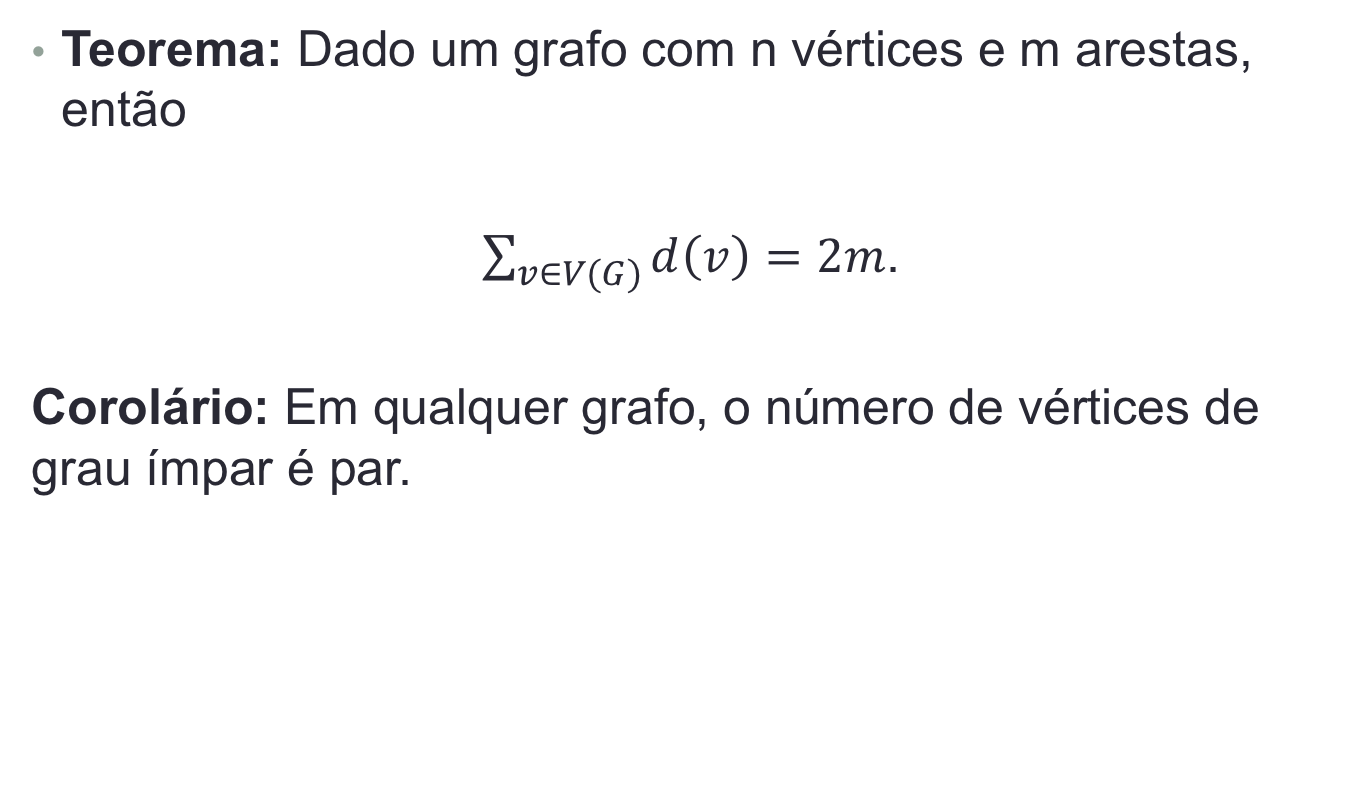 • Teorema: Dado um grafo com n vértices e m arestas,
então
∑v∈V(G) d(v) = 2m.
Corolário: Em qualquer grafo, o número de vértices de
grau ímpar é par.